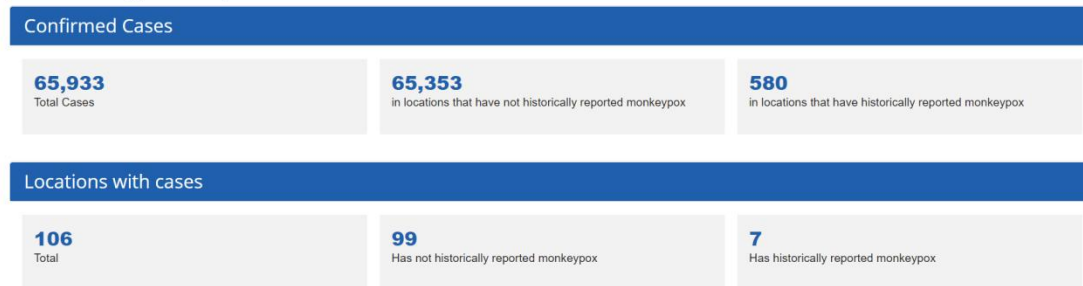 Confirmed Cases
65,933
Total Cases
65,353
in locations that have not historically reported monkeypox
580
in locations that have historically reported monkeypox
Locations with cases
106
Total
99
Has not historically reported monkeypox
7
Has historically reported monkeypox